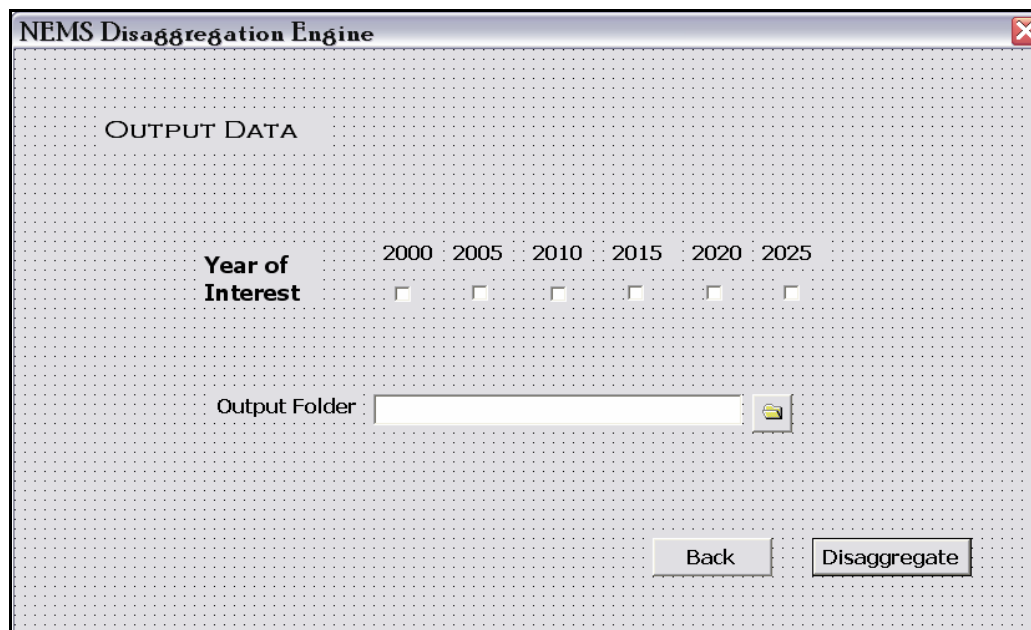 NEMS Disaggregation Engine
OUTPUT DATA
2000 2005 2010 2015 2020 2025
Year of
Interest
Output Folder
Back Disaggregate